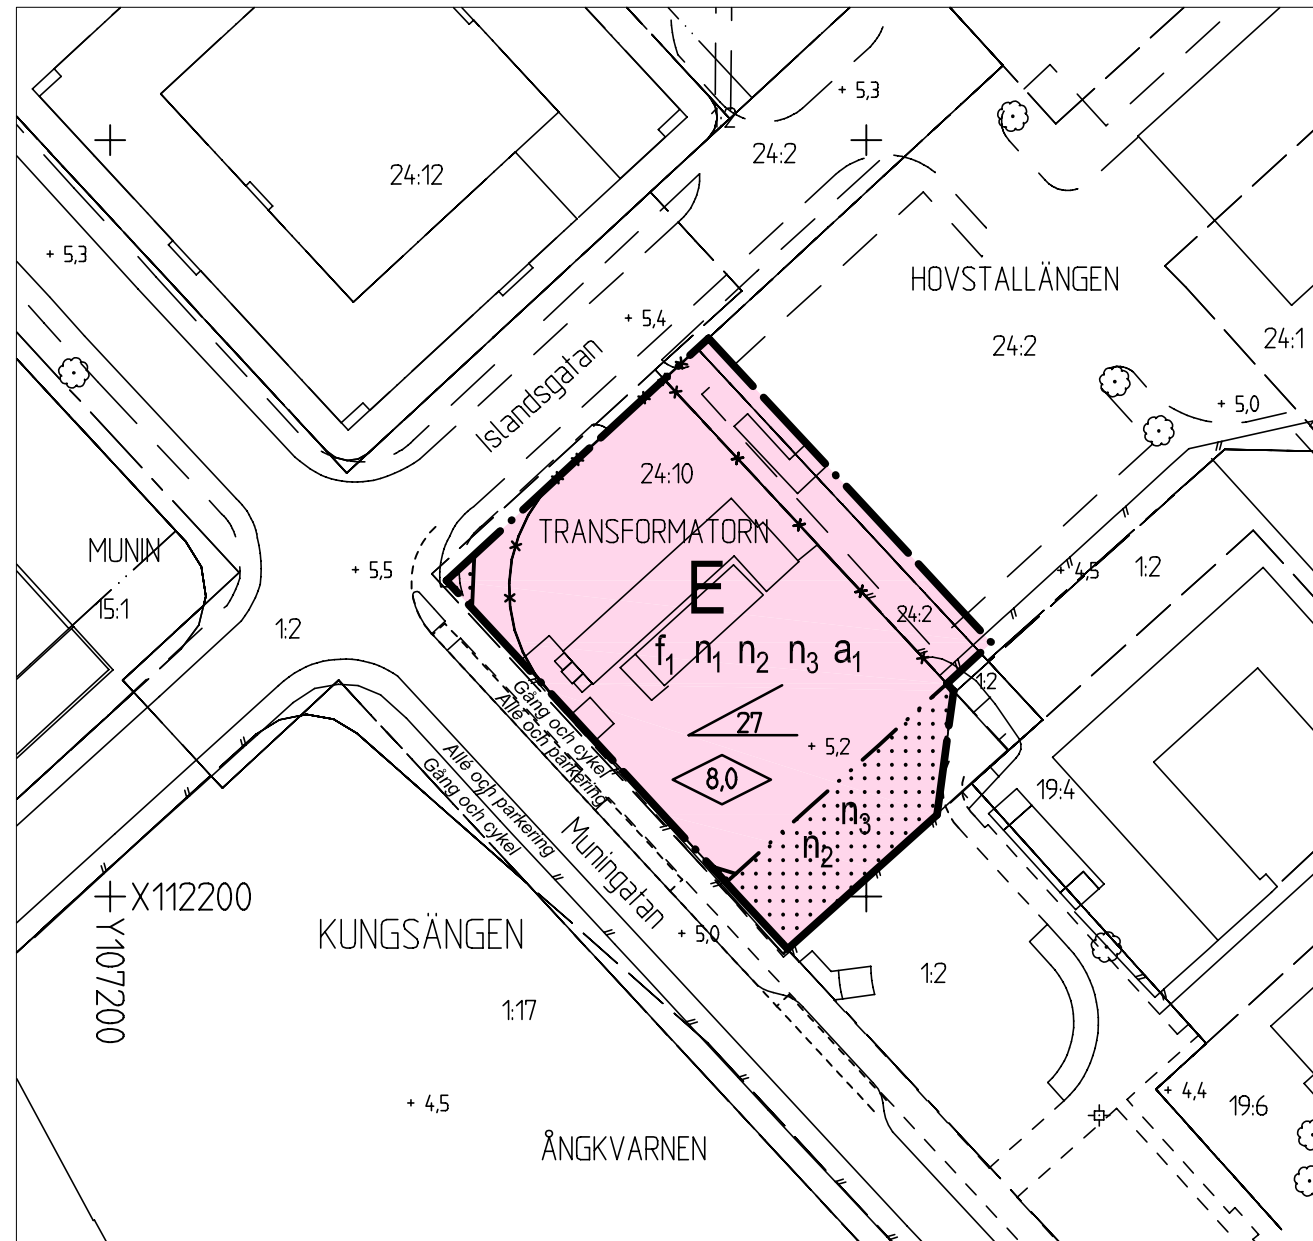 + 5,3
24:12
24:2
+ 5,3
HOVSTALLÄNGEN
+ 5,4
24:2
24:1
Islandsgatan
+ 5,0
24:10
TRANSFORMATORN
MUNIN
+ 5,5
E
+ 4,5
1:2
15:1
24:2
1:2
f1 n1 n2 n3 a1
1:2
Gång och cykel
Allé och parkering
27
+ 5,2
Allé och parkering
Gång och cykel
8,0
19:4
n3
n2
Muningatan
X112200
Y107200
KUNGSÄNGEN
+ 5,0
1:2
1:17
+ 4,5
+ 4,4
19:6
ÅNGKVARNEN